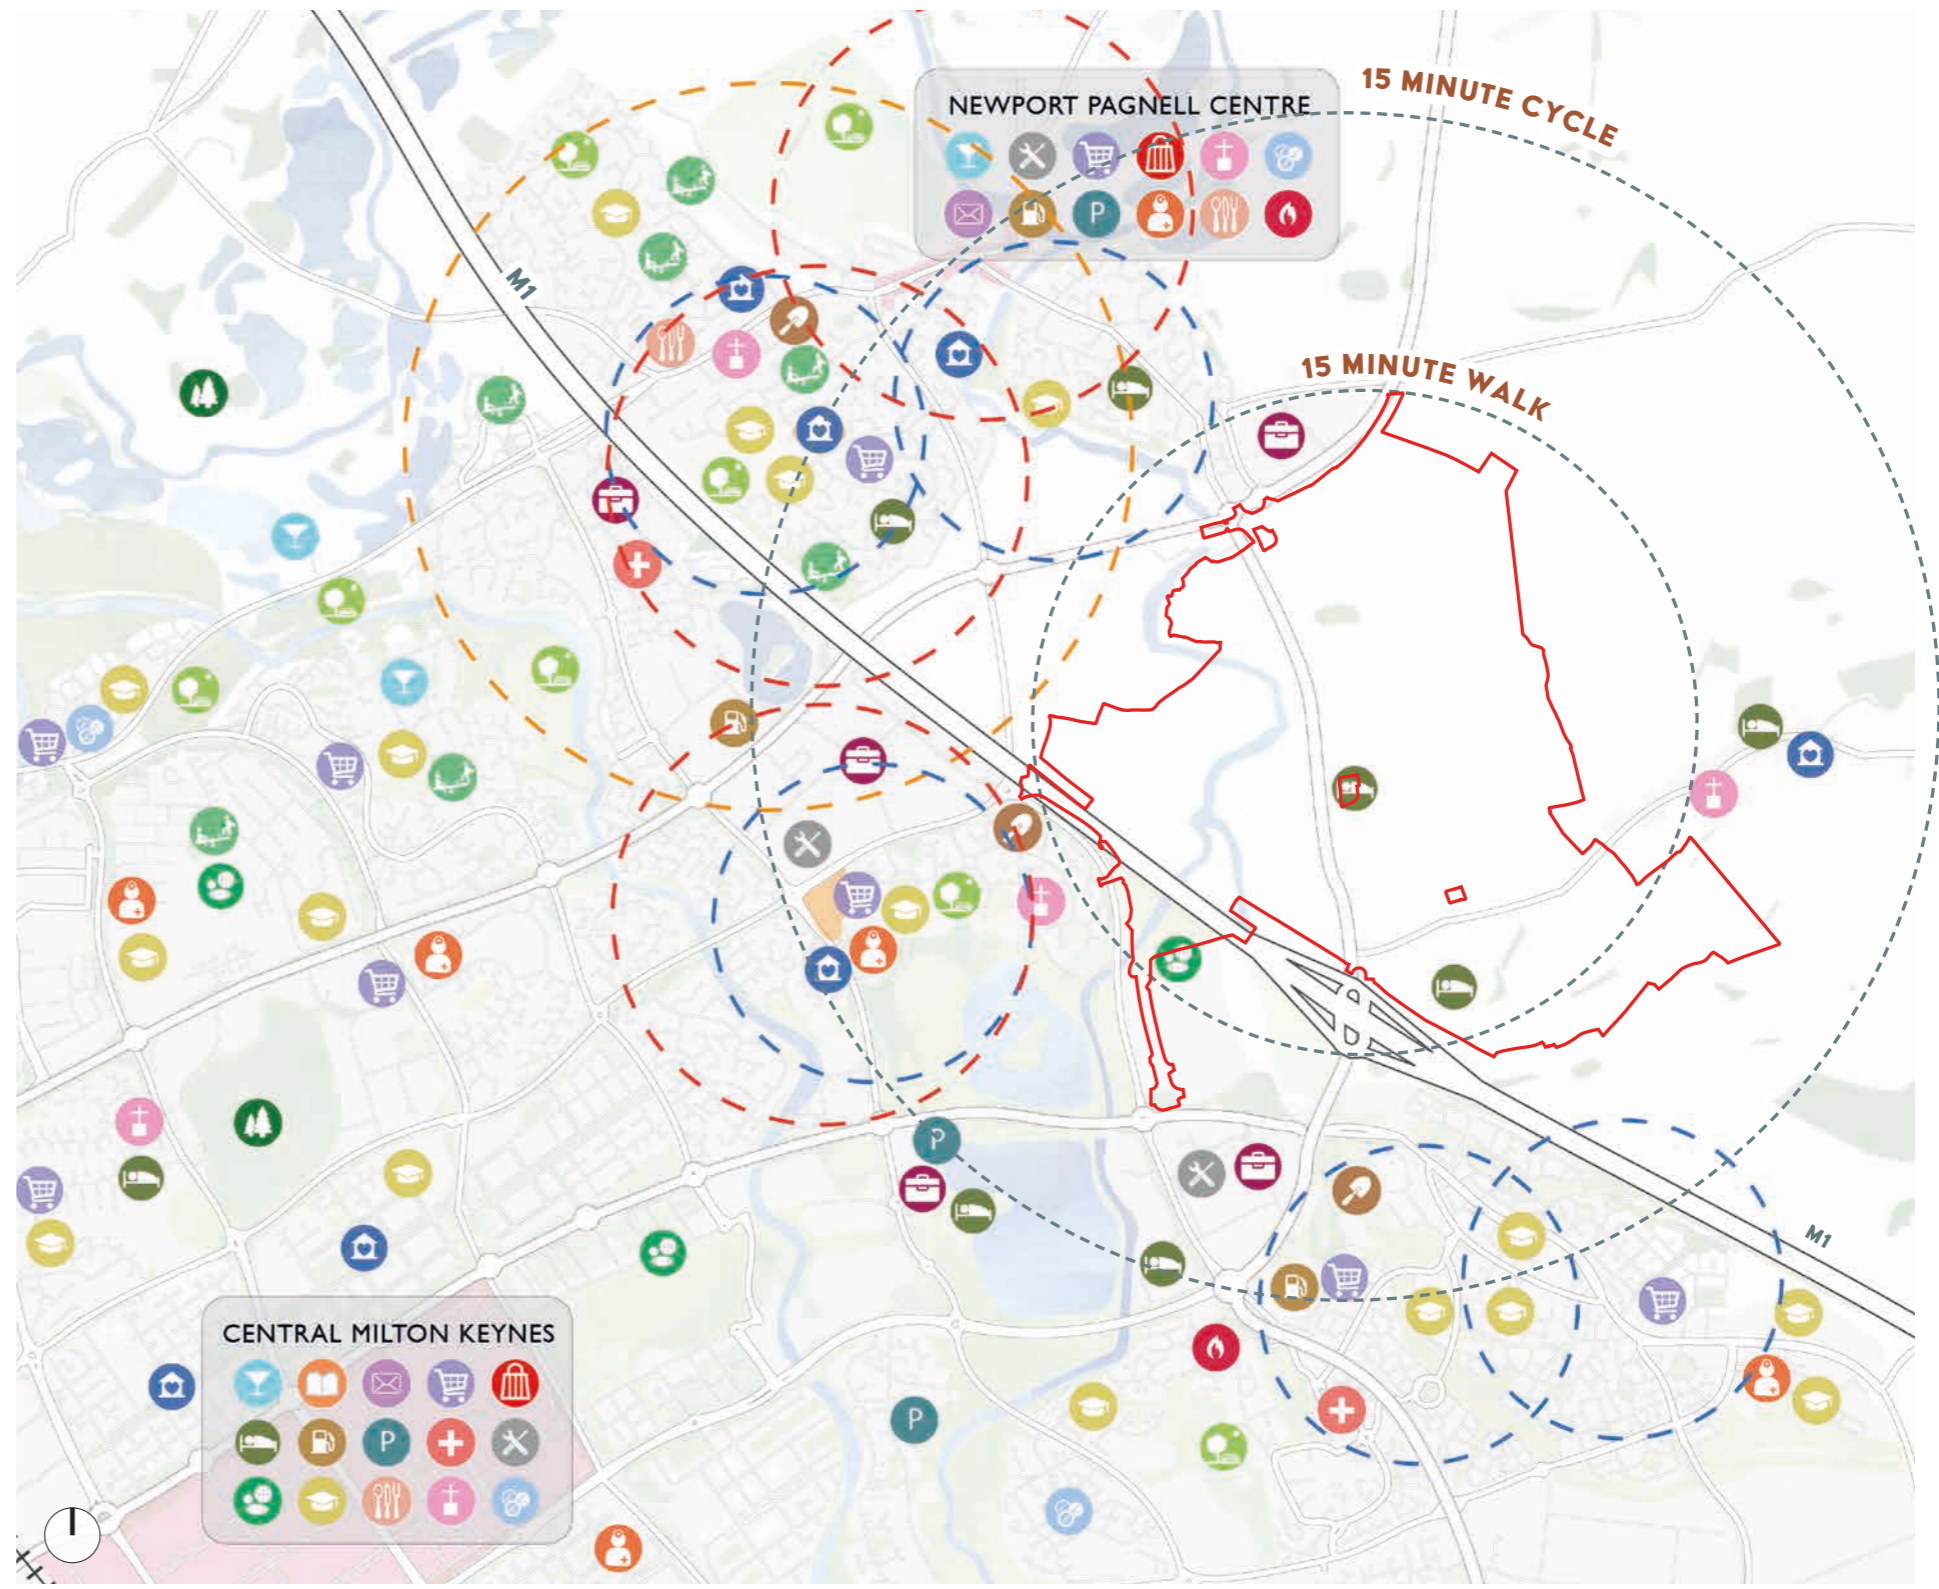 15 MINUTE CYCLE
NEWPORT PAGNELL CENTRE
P
M1
15 MINUTE WALK
P
M1
CENTRAL MILTON KEYNES
P
P